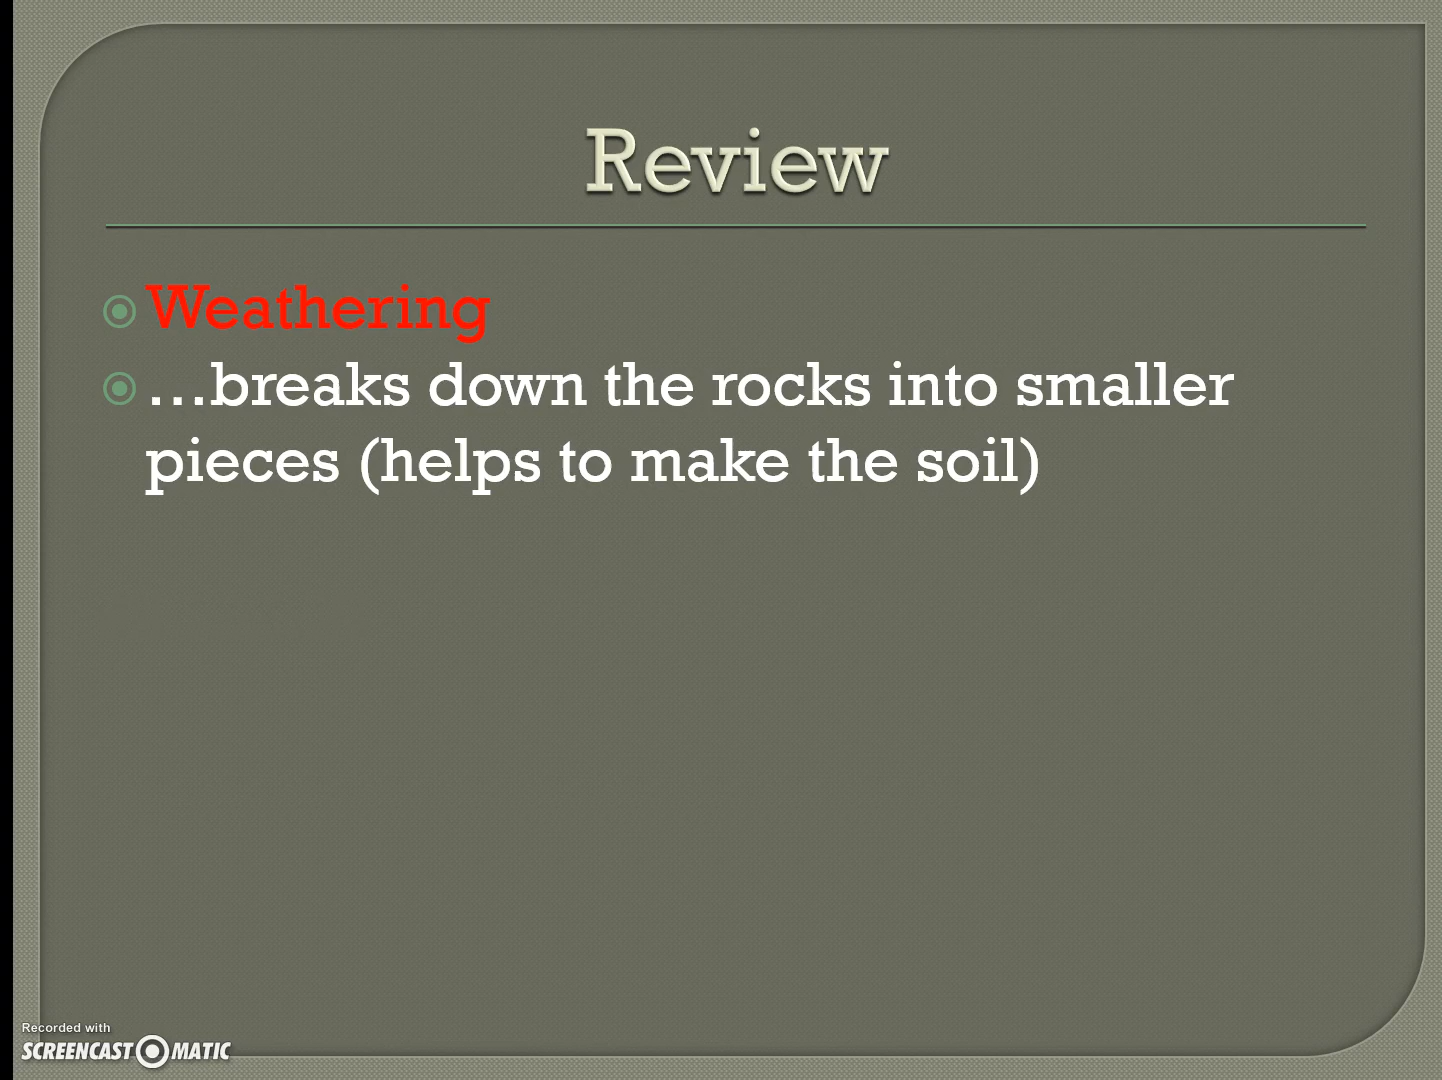 Review
Weathering
...breaks down the rocks into smaller
pieces (helps to make the soil)
Recorded with
SCREENCAST MATIC